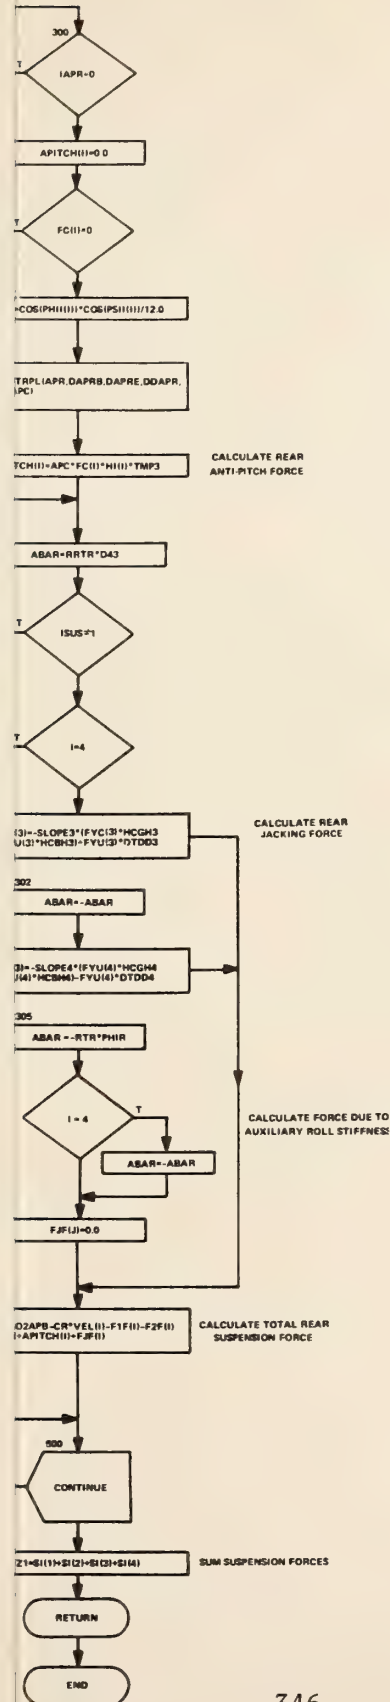 300
T
IAPR=0
APITCH(I)=0.0
T
FC(I)=0
=COS(PHI(I))*COS(PSI(I))/12.0
TRPL(APR,DAPRB,DAPRE,DDAPR,
APC)
TCH(I)=APC*FC(I)*HI(I)*TMP3
CALCULATE REAR
ANTI-PITCH FORCE
ABAR=RRTR*D43
T
ISUS≠1
T
I=4
(3)=-SLOPE3*(FYC(3)*HCGH3
U(3)*HCBH3)-FYU(3)*DTDD3
CALCULATE REAR
JACKING FORCE
302
ABAR=-ABAR
3)=-SLOPE4*(FYU(4)*HCGH4
U(4)*HCBH4)-FYU(4)*DTDD4
305
ABAR=-RTR*PHIR
I=4
T
CALCULATE FORCE DUE TO
AUXILIARY ROLL STIFFNESS
ABAR=-ABAR
FJF(J)=0.0
D2APB-CR*VEL(I)-F1F(I)-F2F(I)
+APITCH(I)+FJF(I)
CALCULATE TOTAL REAR
SUSPENSION FORCE
500
CONTINUE
Z1=SI(1)+SI(2)+SI(3)+SI(4)
SUM SUSPENSION FORCES
RETURN
END